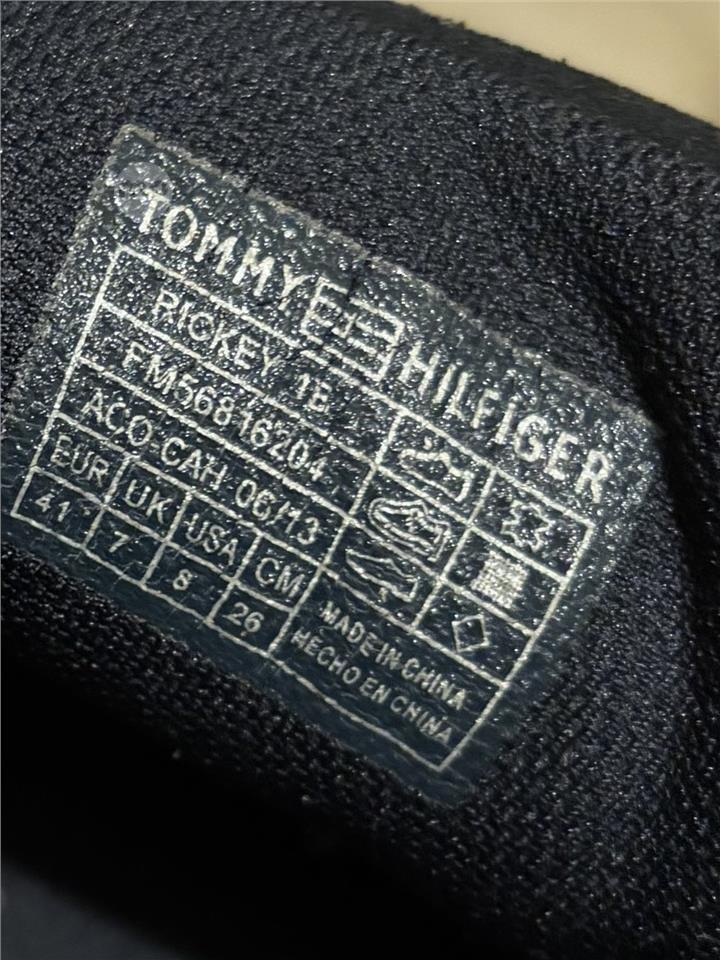 TOMMY HILFIGER
RICKEY 1E
FM56816204
ACO-CAH 06/13
EUR UK USA CM
41 7 8 26
MADE IN CHINA
HECHO EN CHINA